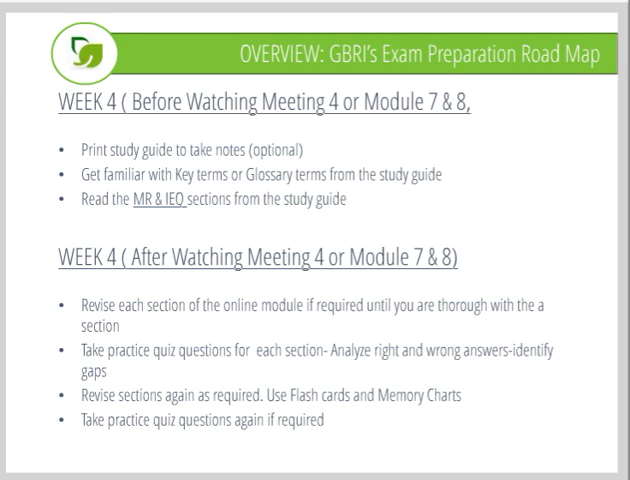 OVERVIEW: GBRI's Exam Preparation Road Map
WEEK 4 ( Before Watching Meeting 4 or Module 7 & 8,
• Print study guide to take notes (optional)
• Get familiar with Key terms or Glossary terms from the study guide
• Read the MR & IEQ sections from the study guide
WEEK 4 ( After Watching Meeting 4 or Module 7 & 8)
• Revise each section of the online module if required until you are thorough with the a
section
• Take practice quiz questions for each section- Analyze right and wrong answers-identify
gaps
• Revise sections again as required. Use Flash cards and Memory Charts
• Take practice quiz questions again if required